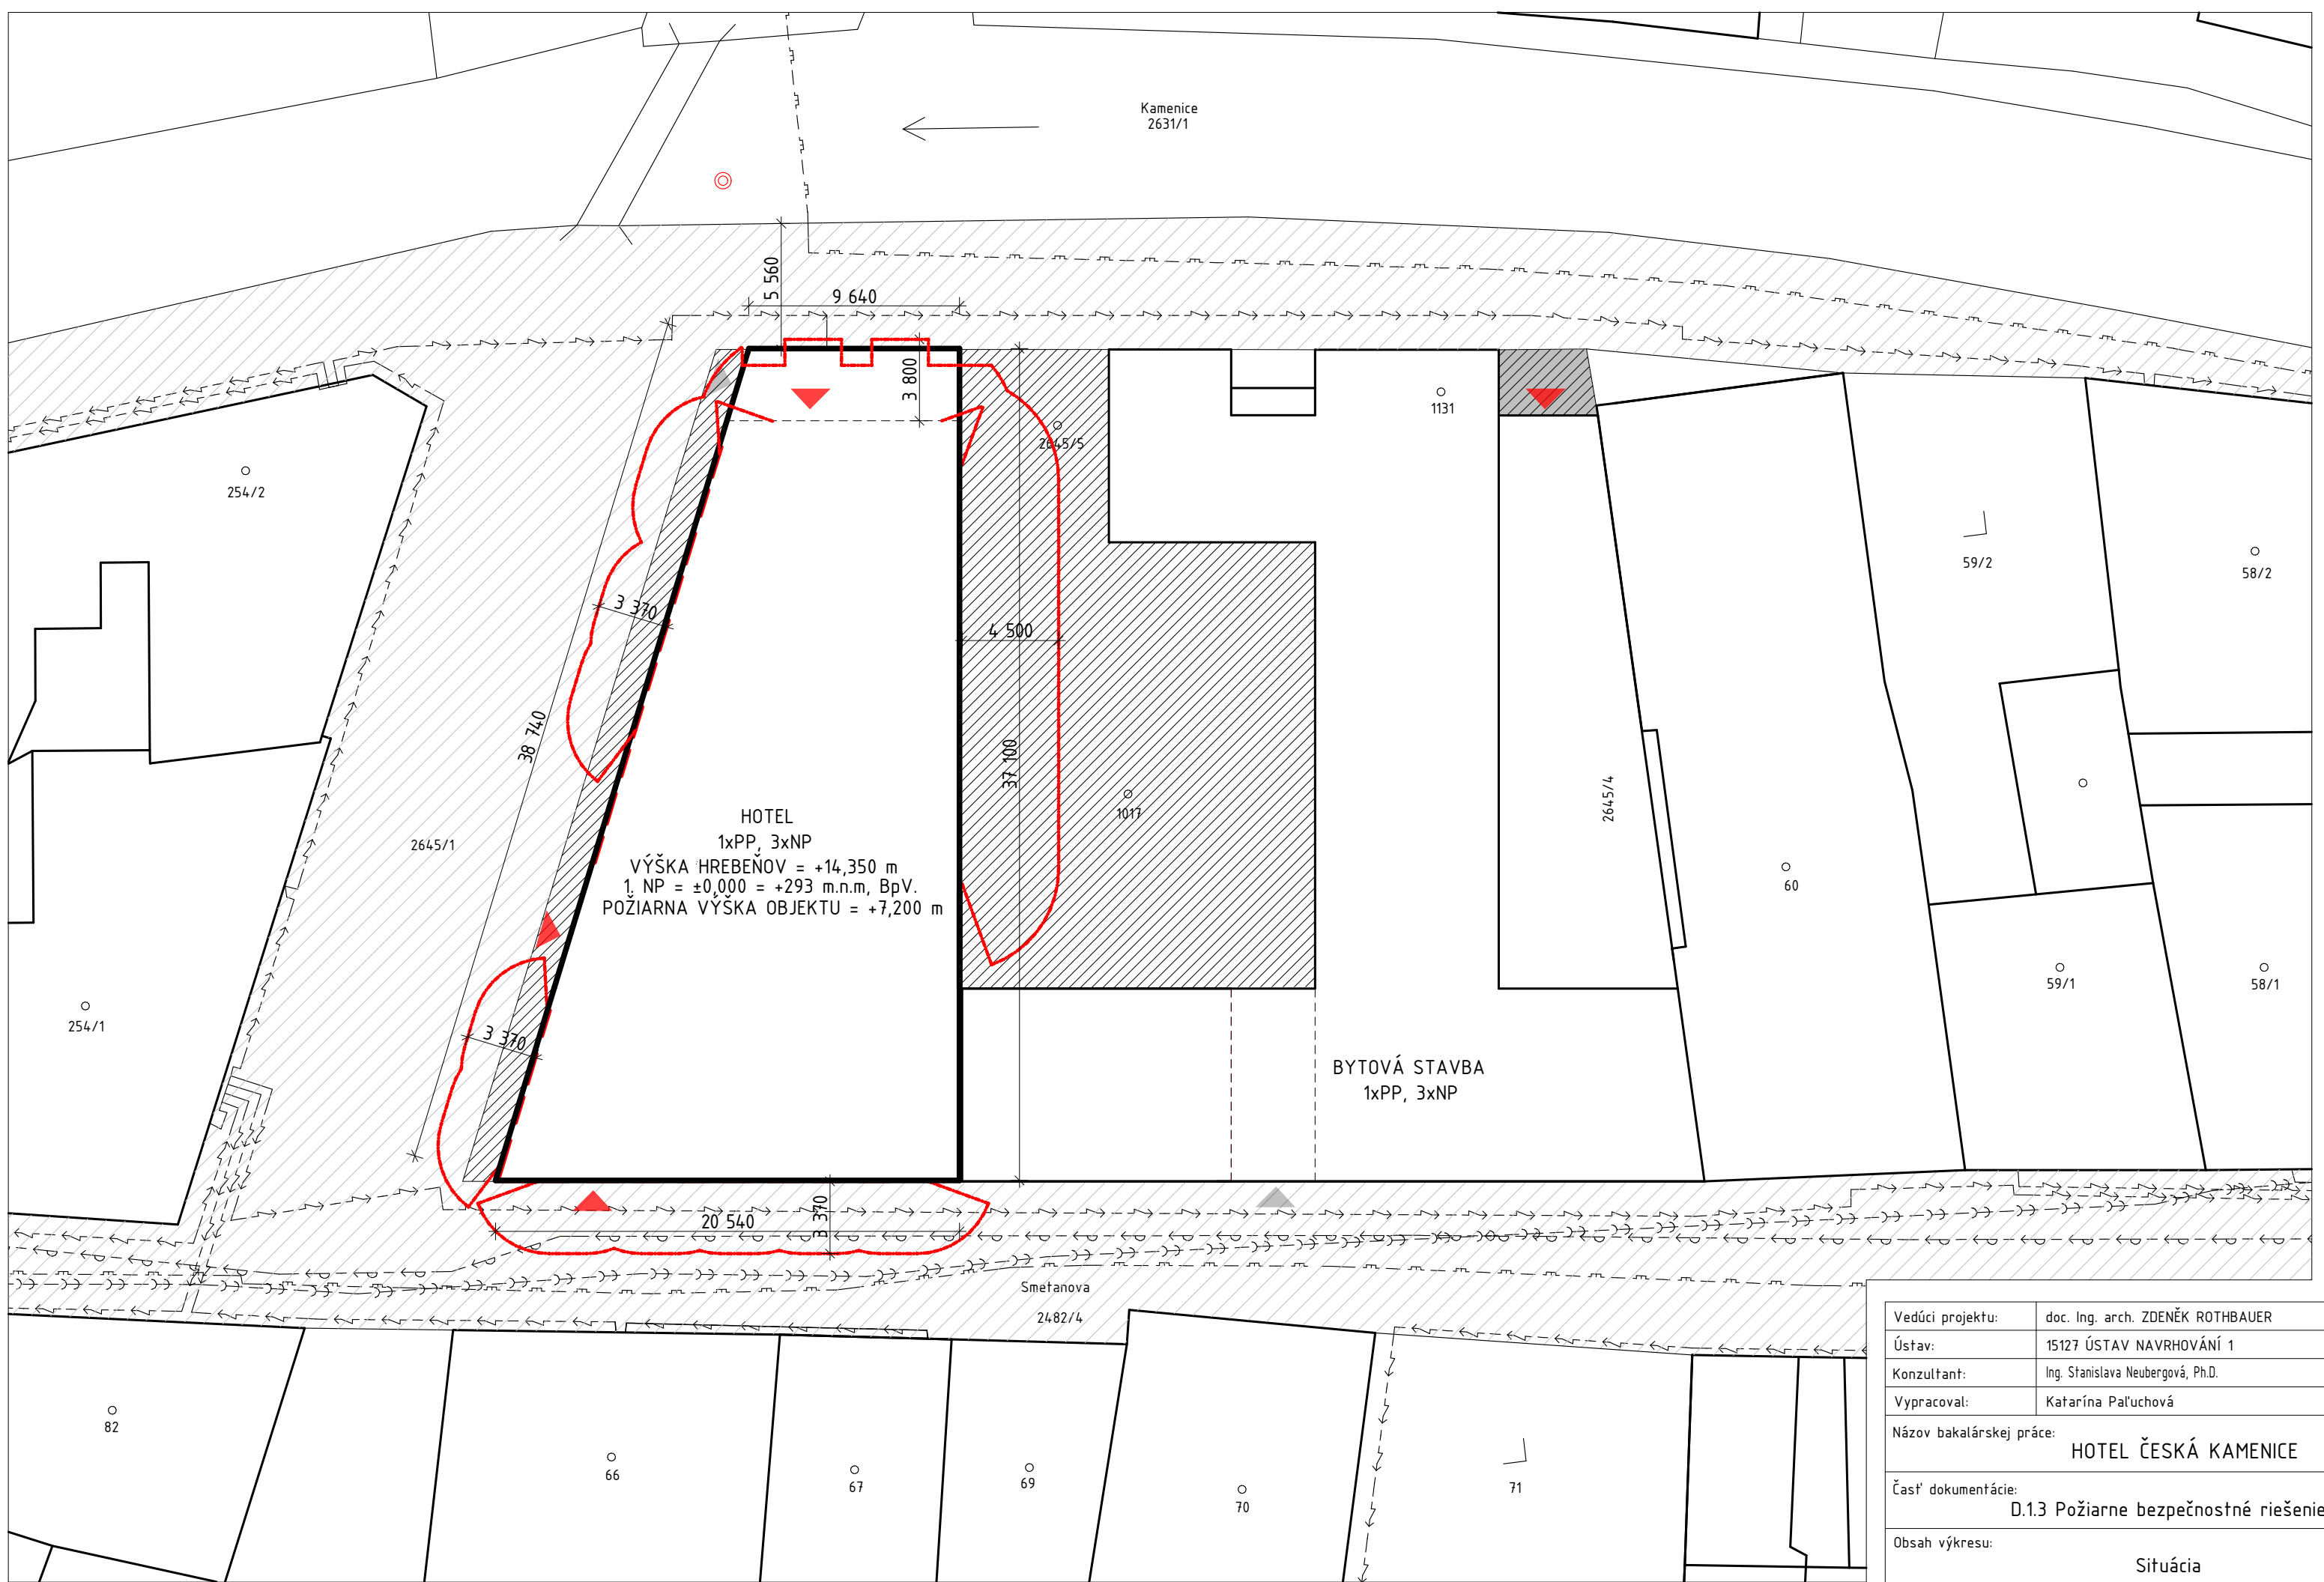 Kamenice
2631/1
5 560
9 640
3 800
1131
2645/5
254/2
59/2
58/2
3 370
4 500
38 740
37 100
2645/4
HOTEL
1xPP, 3xNP
VÝŠKA HREBEŇOV = +14,350 m
1. NP = ±0,000 = +293 m.n.m, BpV.
POŽIARNA VÝŠKA OBJEKTU = +7,200 m
1017
2645/1
60
254/1
59/1
58/1
3 370
BYTOVÁ STAVBA
1xPP, 3xNP
20 540
3 370
Smetanova
2482/4
82
66
67
69
70
71
Vedúci projektu: doc. Ing. arch. ZDENĚK ROTHBAUER
Ústav: 15127 ÚSTAV NAVRHOVÁNÍ 1
Konzultant: Ing. Stanislava Neubergová, Ph.D.
Vypracoval: Katarína Paľuchová
Názov bakalárskej práce:
HOTEL ČESKÁ KAMENICE
Časť dokumentácie:
D.1.3 Požiarne bezpečnostné riešenie
Obsah výkresu:
Situácia